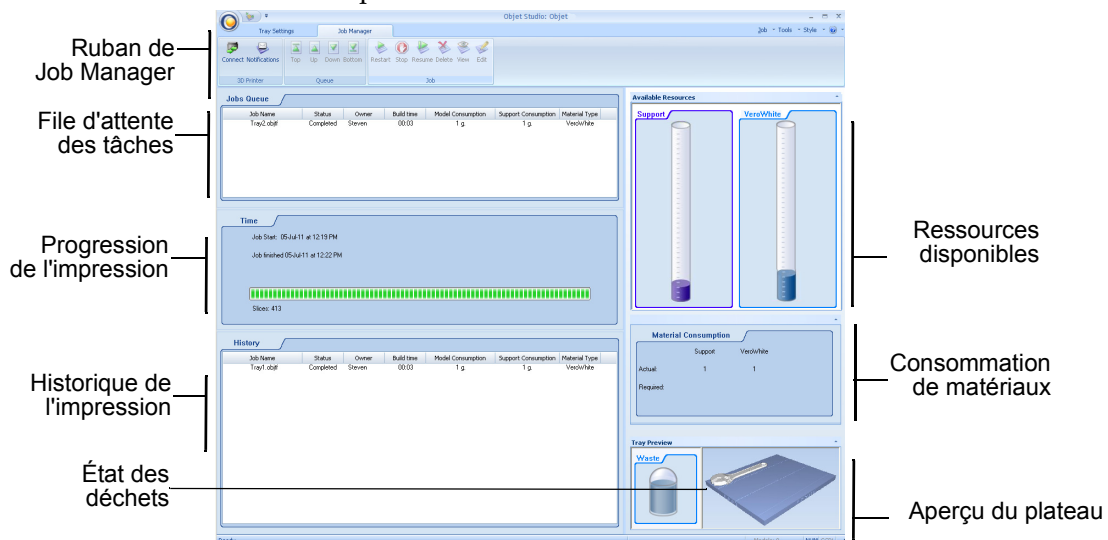 Objet Studio: Objet
Tray Settings Job Manager Job Tools Style
Connect Notifications Top Up Down Bottom Restart Stop Resume Delete View Edit
3D Printer Queue Job
Ruban de
Job Manager
Jobs Queue
Job Name Status Owner Build time Model Consumption Support Consumption Material Type
Tray2.objtf Completed Steven 00:03 1 g. 1 g. VeroWhite
File d'attente
des tâches
Time
Job Start: 05-Jul-11 at 12:19 PM
Job finished 05-Jul-11 at 12:22 PM
Slices: 413
Progression
de l'impression
History
Job Name Status Owner Build time Model Consumption Support Consumption Material Type
Tray1.objtf Completed Steven 00:03 1 g. 1 g. VeroWhite
Historique de
l'impression
État des
déchets
Available Resources
Support VeroWhite
Ressources
disponibles
Material Consumption
Support VeroWhite
Actual: 1 1
Required:
Consommation
de matériaux
Tray Preview
Waste
Aperçu du plateau